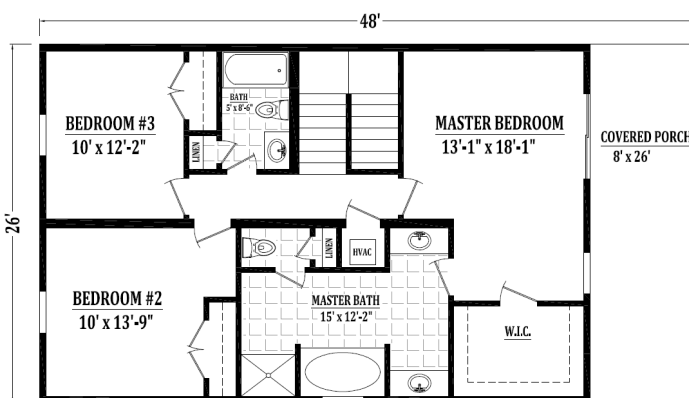 48'
26'
BEDROOM #3
10' x 12'-2"
LINEN
BATH
5' x 8'-6"
MASTER BEDROOM
13'-1" x 18'-1"
COVERED PORCH
8' x 26'
BEDROOM #2
10' x 13'-9"
LINEN
HVAC
MASTER BATH
15' x 12'-2"
W.I.C.